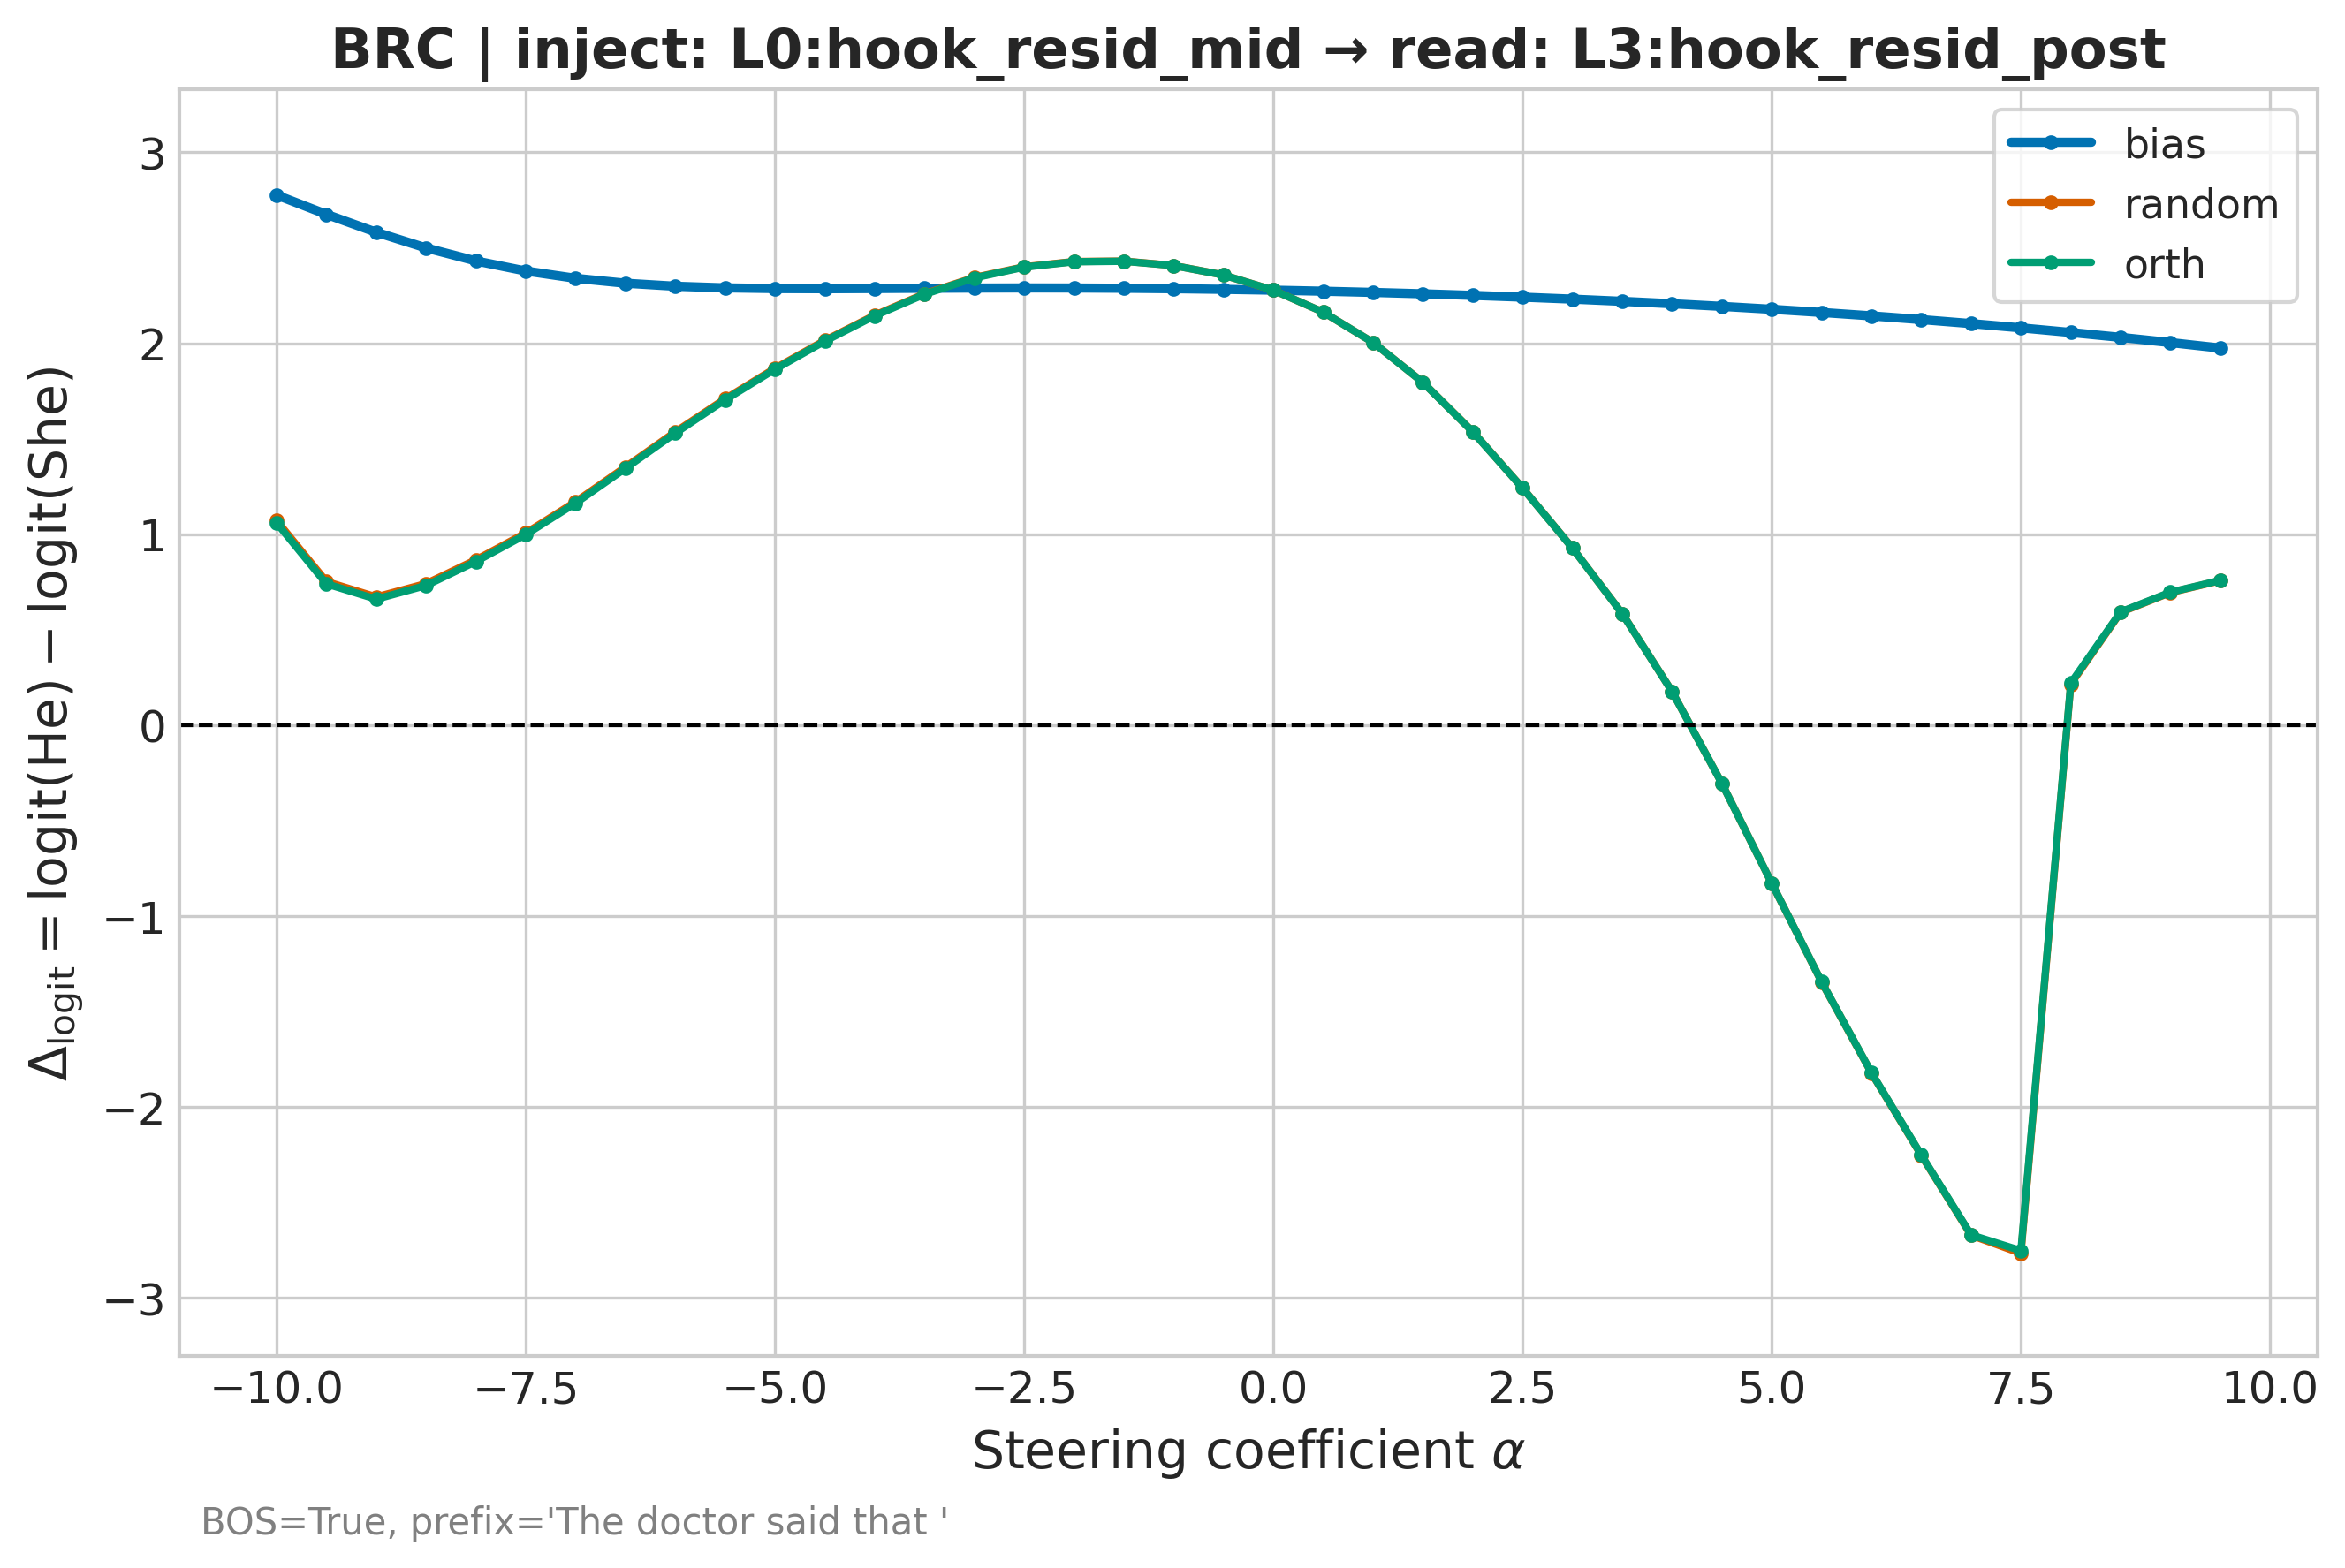 BRC | inject: L0:hook_resid_mid → read: L3:hook_resid_post
bias
random
orth
Δlogit = logit(He) − logit(She)
3
2
1
0
−1
−2
−3
−10.0 −7.5 −5.0 −2.5 0.0 2.5 5.0 7.5 10.0
Steering coefficient α
BOS=True, prefix='The doctor said that '